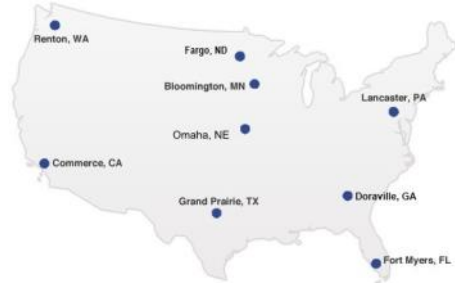 Renton, WA
Fargo, ND
Bloomington, MN
Lancaster, PA
Omaha, NE
Commerce, CA
Grand Prairie, TX
Doraville, GA
Fort Myers, FL